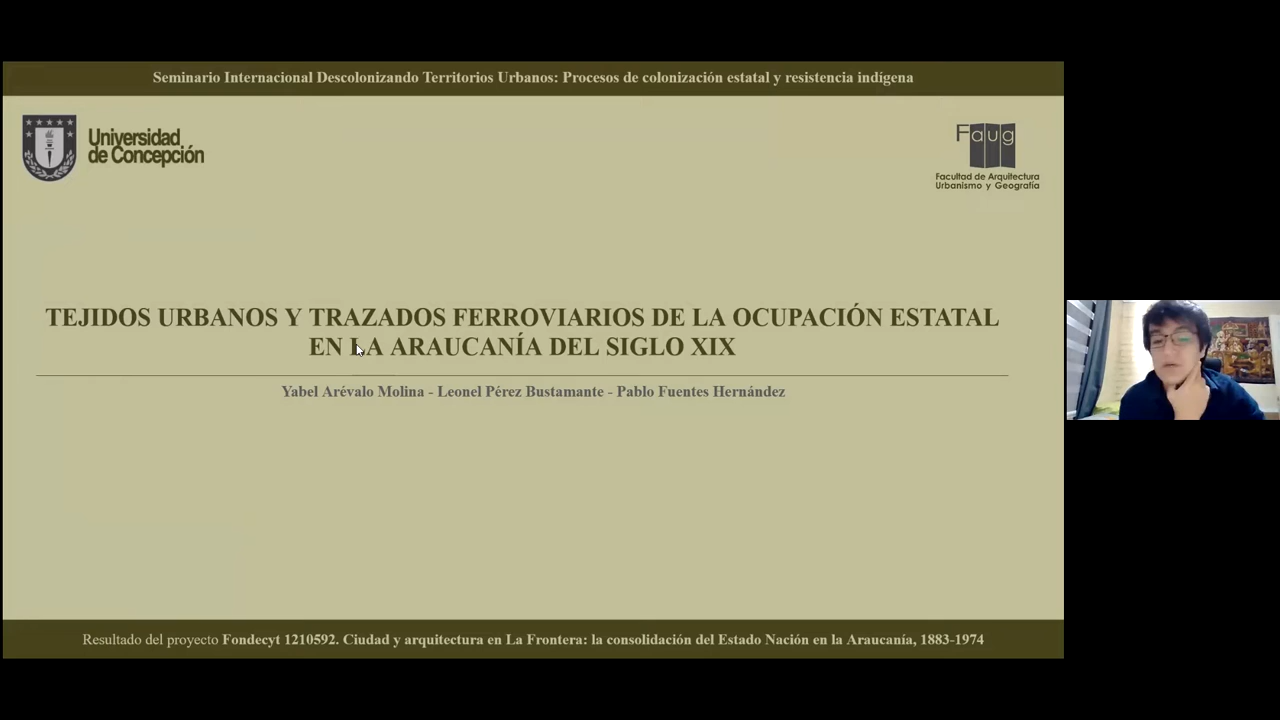 Seminario Internacional Descolonizando Territorios Urbanos: Procesos de colonización estatal y resistencia indígena
Universidad
de Concepción
Faug
Facultad de Arquitectura
Urbanismo y Geografía
TEJIDOS URBANOS Y TRAZADOS FERROVIARIOS DE LA OCUPACIÓN ESTATAL
EN LA ARAUCANÍA DEL SIGLO XIX
Yabel Arévalo Molina - Leonel Pérez Bustamante - Pablo Fuentes Hernández
Resultado del proyecto Fondecyt 1210592. Ciudad y arquitectura en La Frontera: la consolidación del Estado Nación en la Araucanía, 1883-1974